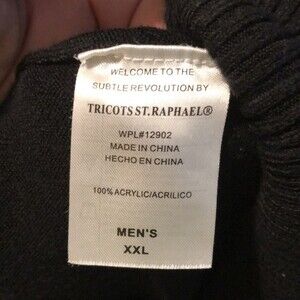 WELCOME TO THE
SUBTLE REVOLUTION BY
TRICOTS ST.RAPHAEL®
WPL#12902
MADE IN CHINA
HECHO EN CHINA
100%ACRYLIC/ACRILICO
MEN'S
XXL